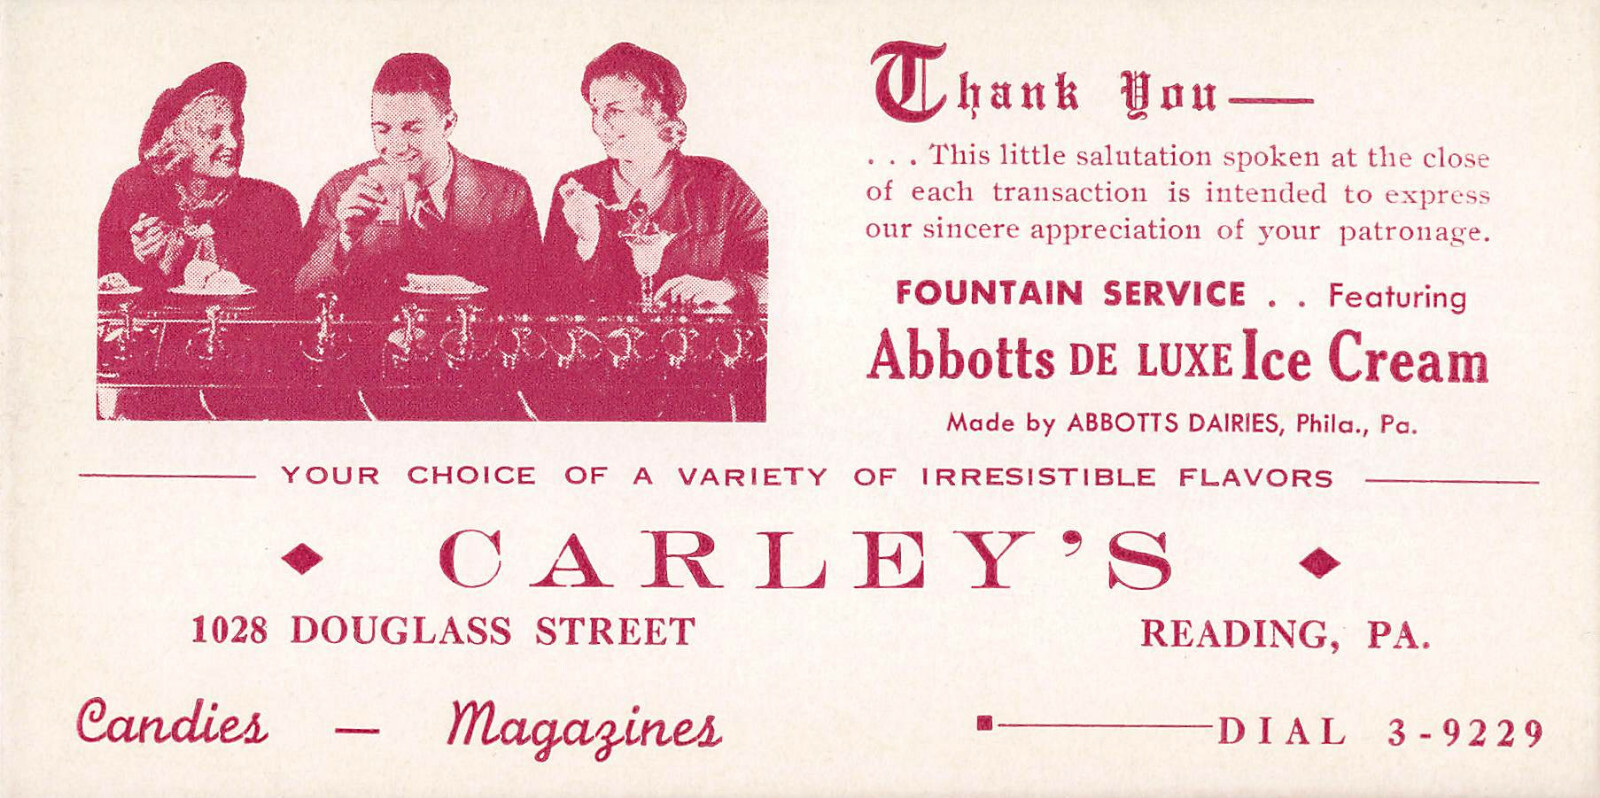 Thank You—
. . . This little salutation spoken at the close
of each transaction is intended to express
our sincere appreciation of your patronage.
FOUNTAIN SERVICE . . Featuring
Abbotts DE LUXE Ice Cream
Made by ABBOTTS DAIRIES, Phila., Pa.
YOUR CHOICE OF A VARIETY OF IRRESISTIBLE FLAVORS
CARLEY'S
1028 DOUGLASS STREET READING, PA.
Candies — Magazines DIAL 3-9229